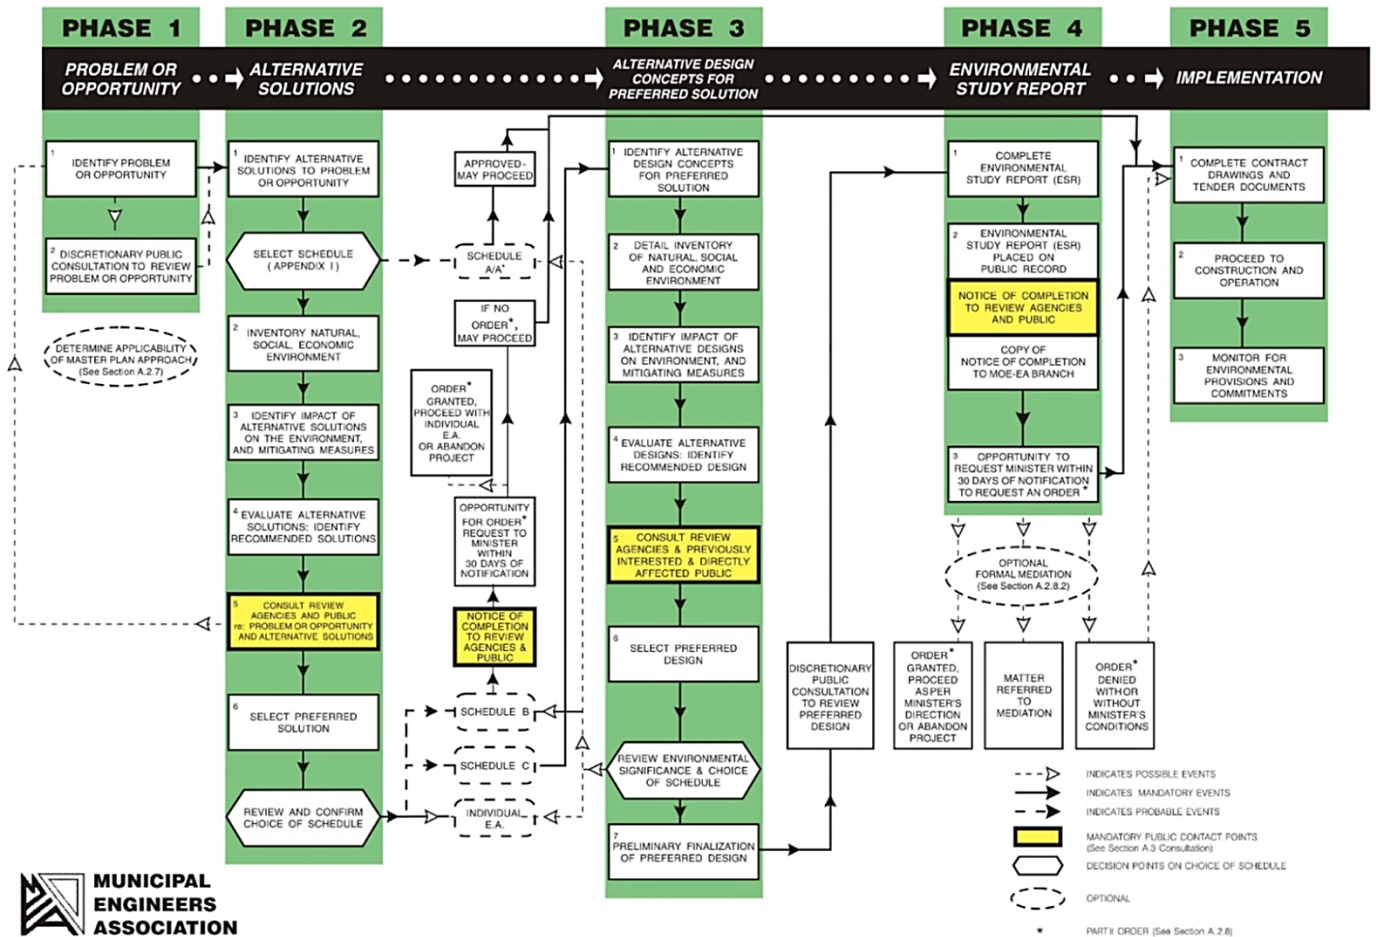 PHASE 1
PHASE 2
PHASE 3
PHASE 4
PHASE 5
PROBLEM OR
OPPORTUNITY
ALTERNATIVE
SOLUTIONS
ALTERNATIVE DESIGN
CONCEPTS FOR
PREFERRED SOLUTION
ENVIRONMENTAL
STUDY REPORT
IMPLEMENTATION
1
IDENTIFY PROBLEM
OR OPPORTUNITY
2
DISCRETIONARY PUBLIC
CONSULTATION TO REVIEW
PROBLEM OR OPPORTUNITY
DETERMINE APPLICABILITY
OF MASTER PLAN APPROACH
(See Section A.2.7)
1
IDENTIFY ALTERNATIVE
SOLUTIONS TO PROBLEM
OR OPPORTUNITY
SELECT SCHEDULE
(APPENDIX I)
2
INVENTORY NATURAL,
SOCIAL, ECONOMIC
ENVIRONMENT
3
IDENTIFY IMPACT OF
ALTERNATIVE SOLUTIONS
ON THE ENVIRONMENT,
AND MITIGATING MEASURES
4
EVALUATE ALTERNATIVE
SOLUTIONS: IDENTIFY
RECOMMENDED SOLUTIONS
5
CONSULT REVIEW
AGENCIES AND PUBLIC
re: PROBLEM OR OPPORTUNITY
AND ALTERNATIVE SOLUTIONS
6
SELECT PREFERRED
SOLUTION
REVIEW AND CONFIRM
CHOICE OF SCHEDULE
APPROVED-
MAY PROCEED
SCHEDULE
A/A+
IF NO
ORDER*,
MAY PROCEED
ORDER*
GRANTED,
PROCEED WITH
INDIVIDUAL
E.A.
OR ABANDON
PROJECT
OPPORTUNITY
FOR ORDER*
REQUEST TO
MINISTER
WITHIN
30 DAYS OF
NOTIFICATION
NOTICE OF
COMPLETION
TO REVIEW
AGENCIES &
PUBLIC
SCHEDULE B
SCHEDULE C
INDIVIDUAL
E.A.
1
IDENTIFY ALTERNATIVE
DESIGN CONCEPTS
FOR PREFERRED
SOLUTION
2
DETAIL INVENTORY
OF NATURAL, SOCIAL
AND ECONOMIC
ENVIRONMENT
3
IDENTIFY IMPACT OF
ALTERNATIVE DESIGNS
ON ENVIRONMENT, AND
MITIGATING MEASURES
4
EVALUATE ALTERNATIVE
DESIGNS: IDENTIFY
RECOMMENDED DESIGN
5
CONSULT REVIEW
AGENCIES & PREVIOUSLY
INTERESTED & DIRECTLY
AFFECTED PUBLIC
6
SELECT PREFERRED
DESIGN
REVIEW ENVIRONMENTAL
SIGNIFICANCE & CHOICE
OF SCHEDULE
7
PRELIMINARY FINALIZATION
OF PREFERRED DESIGN
DISCRETIONARY
PUBLIC
CONSULTATION
TO REVIEW
PREFERRED
DESIGN
1
COMPLETE
ENVIRONMENTAL
STUDY REPORT (ESR)
2
ENVIRONMENTAL
STUDY REPORT (ESR)
PLACED ON
PUBLIC RECORD
NOTICE OF COMPLETION
TO REVIEW AGENCIES
AND PUBLIC
COPY OF
NOTICE OF COMPLETION
TO MOE-EA BRANCH
3
OPPORTUNITY TO
REQUEST MINISTER WITHIN
30 DAYS OF NOTIFICATION
TO REQUEST AN ORDER*
OPTIONAL
FORMAL MEDIATION
(See Section A.2.8.2)
ORDER*
GRANTED,
PROCEED
AS PER
MINISTER'S
DIRECTION
OR ABANDON
PROJECT
MATTER
REFERRED
TO
MEDIATION
ORDER*
DENIED
WITH OR
WITHOUT
MINISTER'S
CONDITIONS
1
COMPLETE CONTRACT
DRAWINGS AND
TENDER DOCUMENTS
2
PROCEED TO
CONSTRUCTION AND
OPERATION
3
MONITOR FOR
ENVIRONMENTAL
PROVISIONS AND
COMMITMENTS
INDICATES POSSIBLE EVENTS
INDICATES MANDATORY EVENTS
INDICATES PROBABLE EVENTS
MANDATORY PUBLIC CONTACT POINTS
(See Section A.3 Consultation)
DECISION POINTS ON CHOICE OF SCHEDULE
OPTIONAL
* PART II ORDER (See Section A.2.8)
MUNICIPAL
ENGINEERS
ASSOCIATION